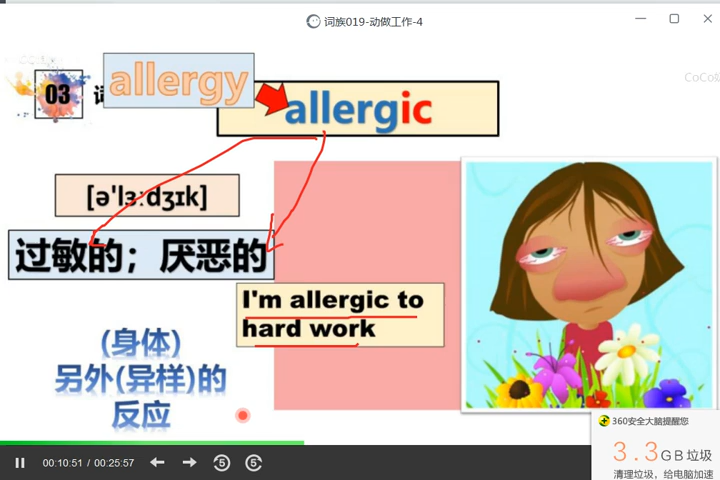 词族019-动做工作-4
CoCo
03
allergy
allergic
[ə'lɜːdʒɪk]
过敏的；厌恶的
I'm allergic to
hard work
(身体)
另外(异样)的
反应
360安全大脑提醒您
3.3GB垃圾
清理垃圾，给电脑加速
00:10:51 / 00:25:57
5
5